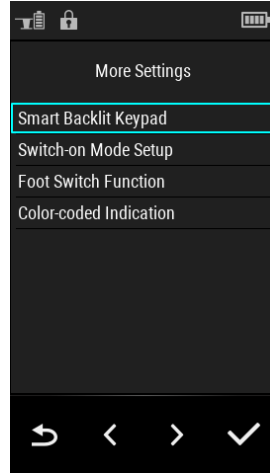 More Settings
Smart Backlit Keypad
Switch-on Mode Setup
Foot Switch Function
Color-coded Indication